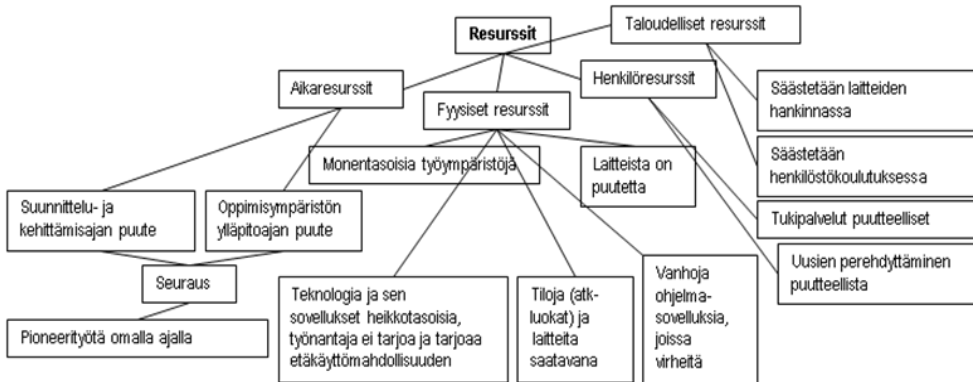 Resurssit
Taloudelliset resurssit
Aikaresurssit
Fyysiset resurssit
Henkilöresurssit
Säästetään laitteiden
hankinnassa
Monentasoisia työympäristöjä
Laitteista on
puutetta
Säästetään
henkilöstökoulutuksessa
Suunnittelu- ja
kehittämisajan puute
Oppimisympäristön
ylläpitoajan puute
Tukipalvelut puutteelliset
Uusien perehdyttäminen
puutteellista
Seuraus
Pioneerityötä omalla ajalla
Teknologia ja sen
sovellukset heikkotasoisia,
työnantaja ei tarjoa ja tarjoaa
etäkäyttömahdollisuuden
Tiloja (atk-
luokat) ja
laitteita
saatavana
Vanhoja
ohjelma-
sovelluksia,
joissa
virheitä